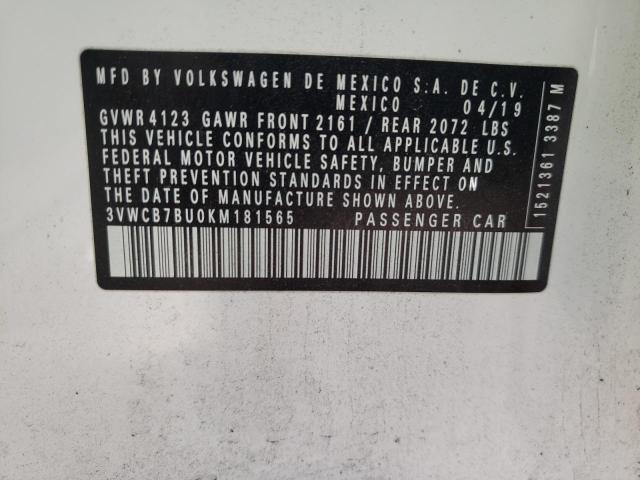 MFD BY VOLKSWAGEN DE MEXICO S.A. DE C.V.
MEXICO 04/19
GVWR 4123 GAWR FRONT 2161 / REAR 2072 LBS
THIS VEHICLE CONFORMS TO ALL APPLICABLE U.S.
FEDERAL MOTOR VEHICLE SAFETY, BUMPER AND
THEFT PREVENTION STANDARDS IN EFFECT ON
THE DATE OF MANUFACTURE SHOWN ABOVE.
3VWCB7BU0KM181565 PASSENGER CAR
1521361 3387 M